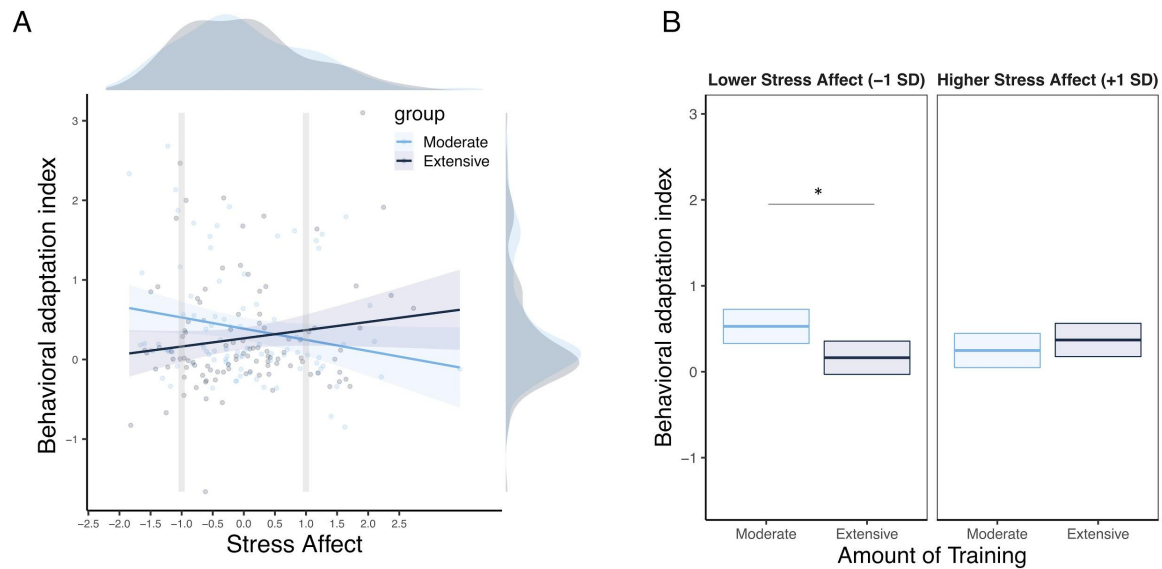 A
group
Moderate
Extensive
Behavioral adaptation index
3
2
1
0
−1
−2.5 −2.0 −1.5 −1.0 −0.5 0.0 0.5 1.0 1.5 2.0 2.5
Stress Affect
B
Lower Stress Affect (−1 SD) Higher Stress Affect (+1 SD)
Behavioral adaptation index
3
2
1
0
−1
*
Moderate Extensive Moderate Extensive
Amount of Training